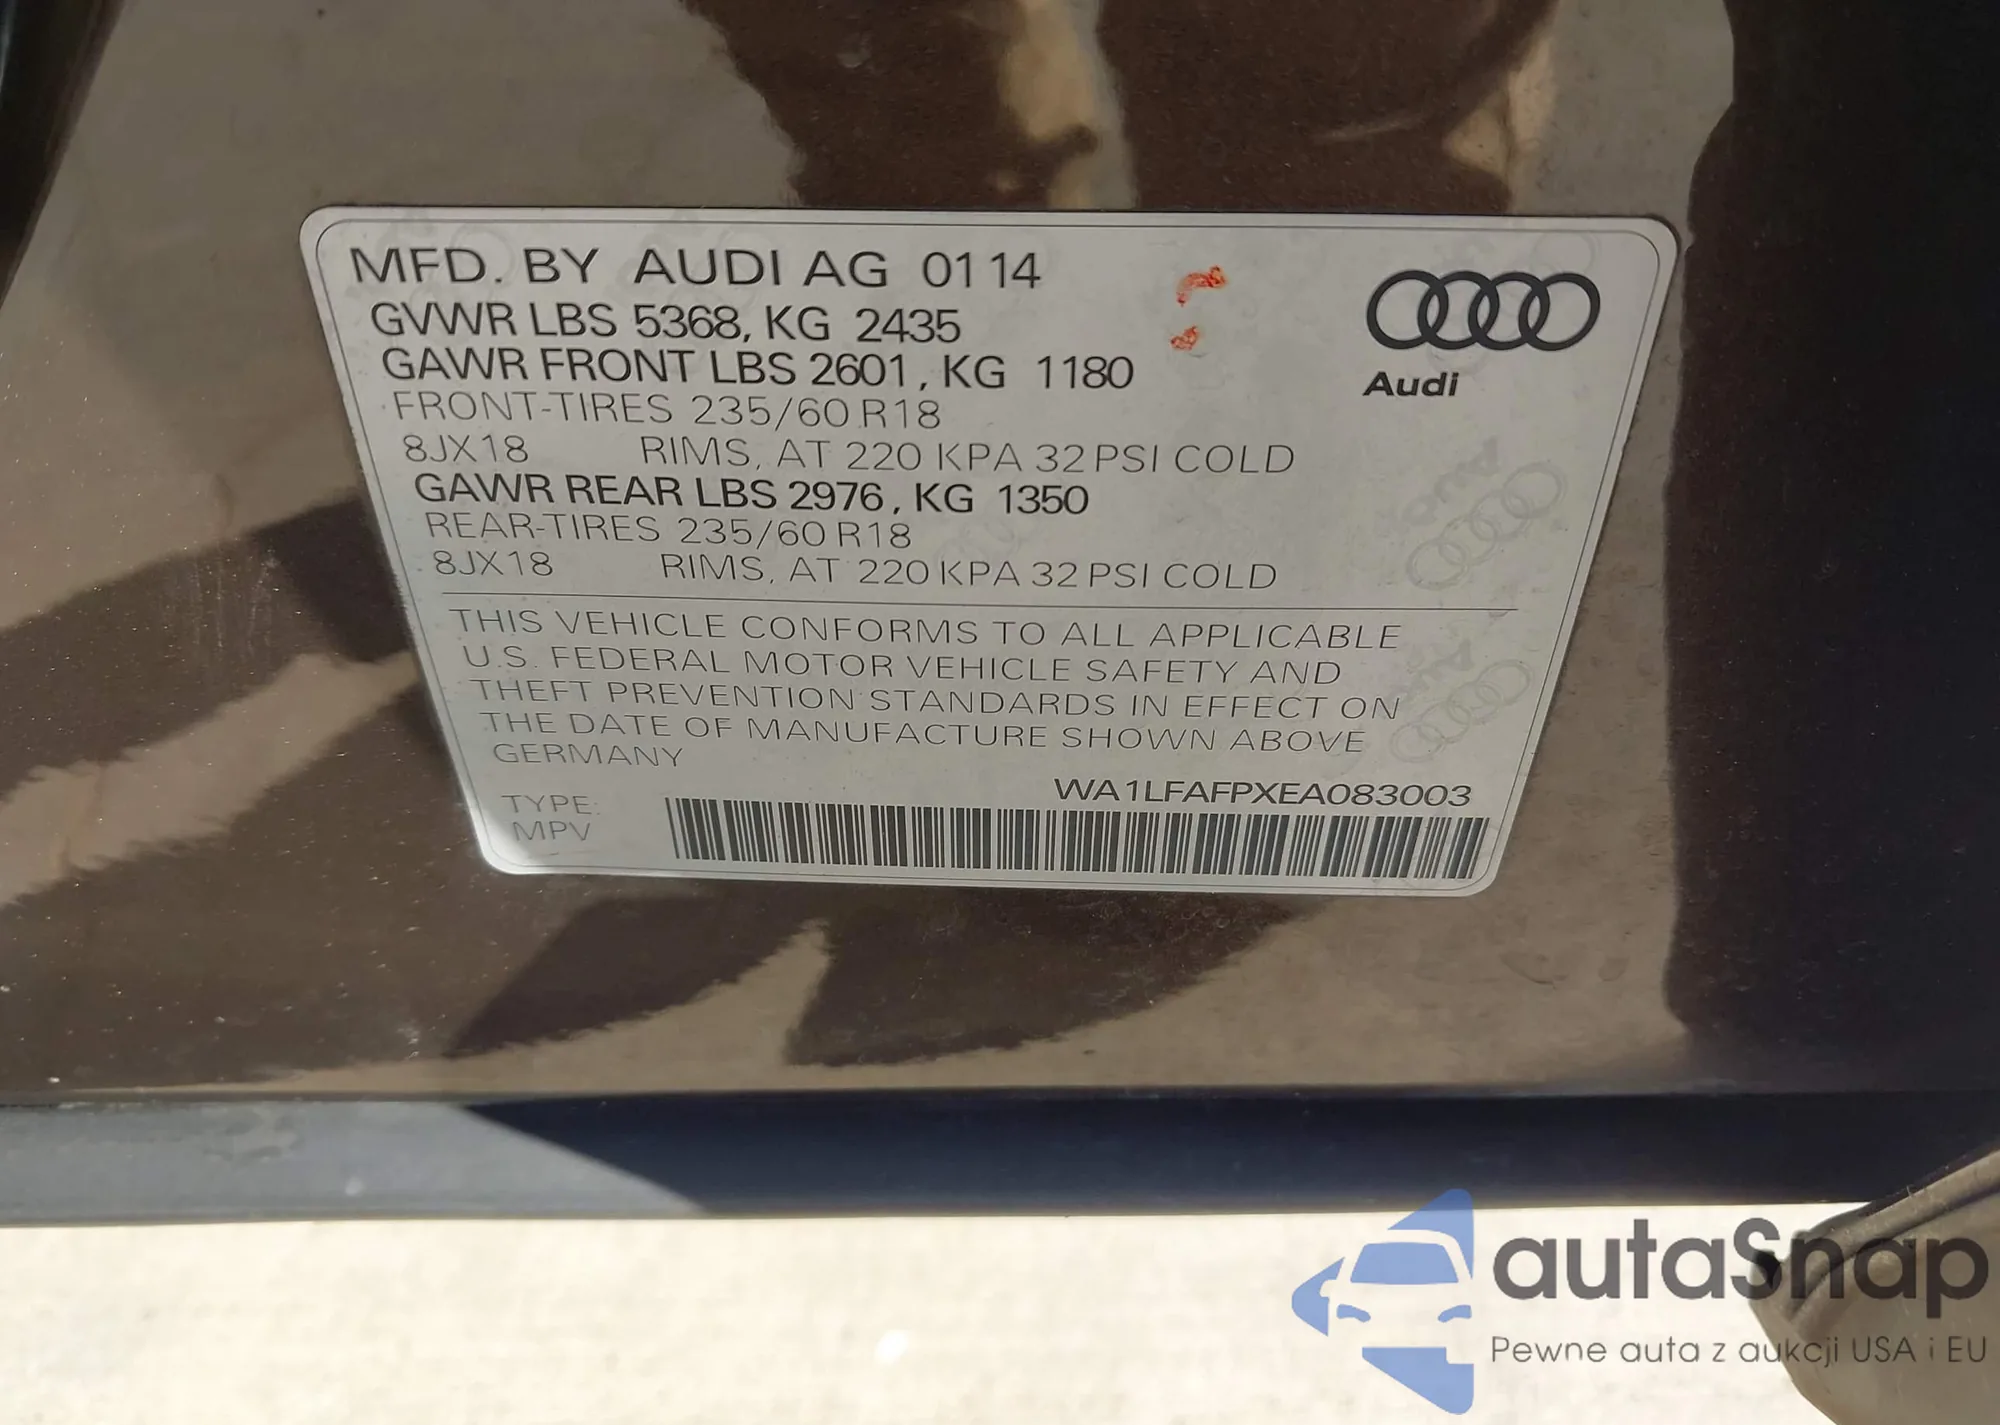 MFD. BY AUDI AG 01 14
GVWR LBS 5368, KG 2435
GAWR FRONT LBS 2601, KG 1180
FRONT-TIRES 235/60 R18
8JX18 RIMS, AT 220 KPA 32 PSI COLD
GAWR REAR LBS 2976, KG 1350
REAR-TIRES 235/60 R18
8JX18 RIMS, AT 220 KPA 32 PSI COLD
Audi
THIS VEHICLE CONFORMS TO ALL APPLICABLE
U.S. FEDERAL MOTOR VEHICLE SAFETY AND
THEFT PREVENTION STANDARDS IN EFFECT ON
THE DATE OF MANUFACTURE SHOWN ABOVE
GERMANY
WA1LFAFPXEA083003
TYPE:
MPV
autaSnap
Pewne auta z aukcji USA i EU